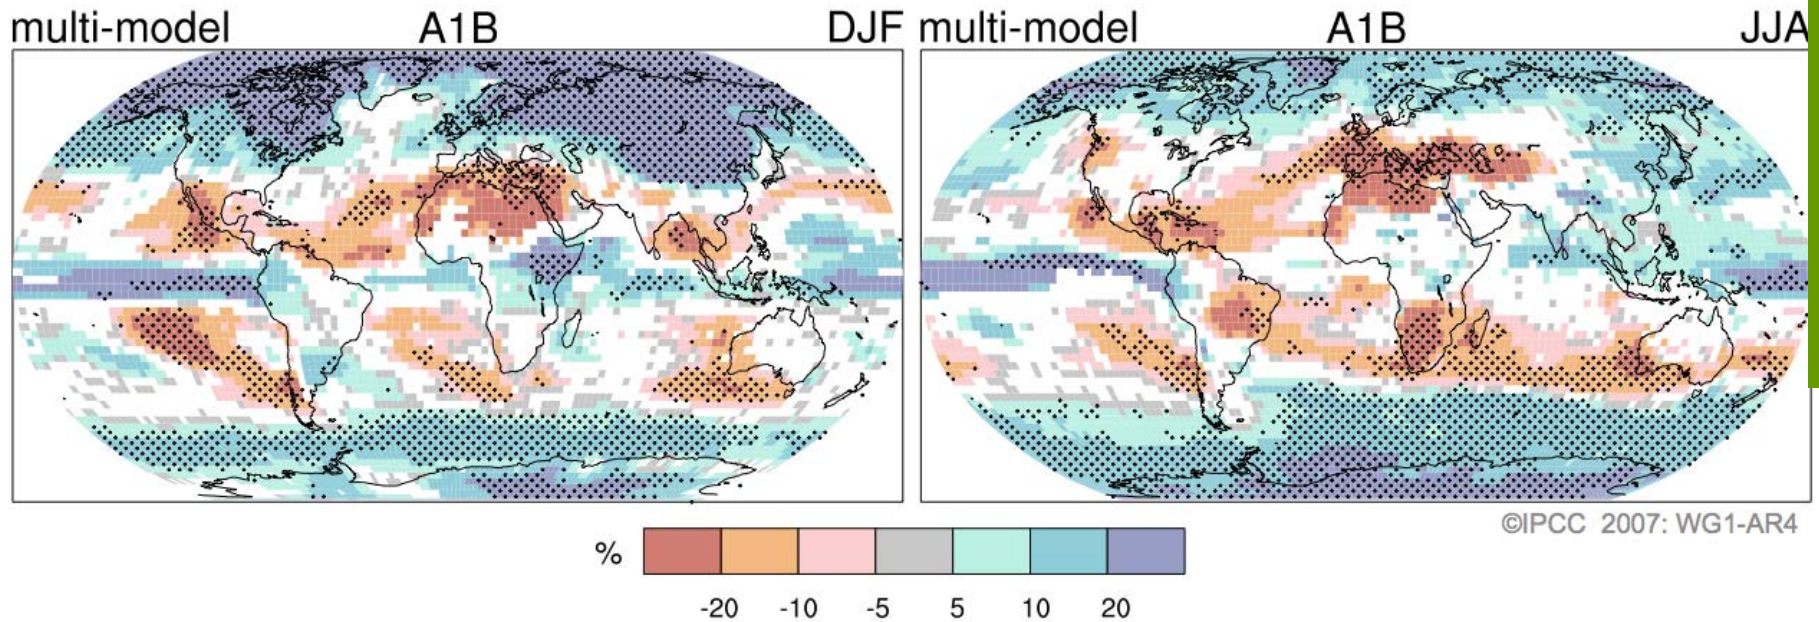 multi-model A1B DJF
multi-model A1B JJA
©IPCC 2007: WG1-AR4
%
-20 -10 -5 5 10 20